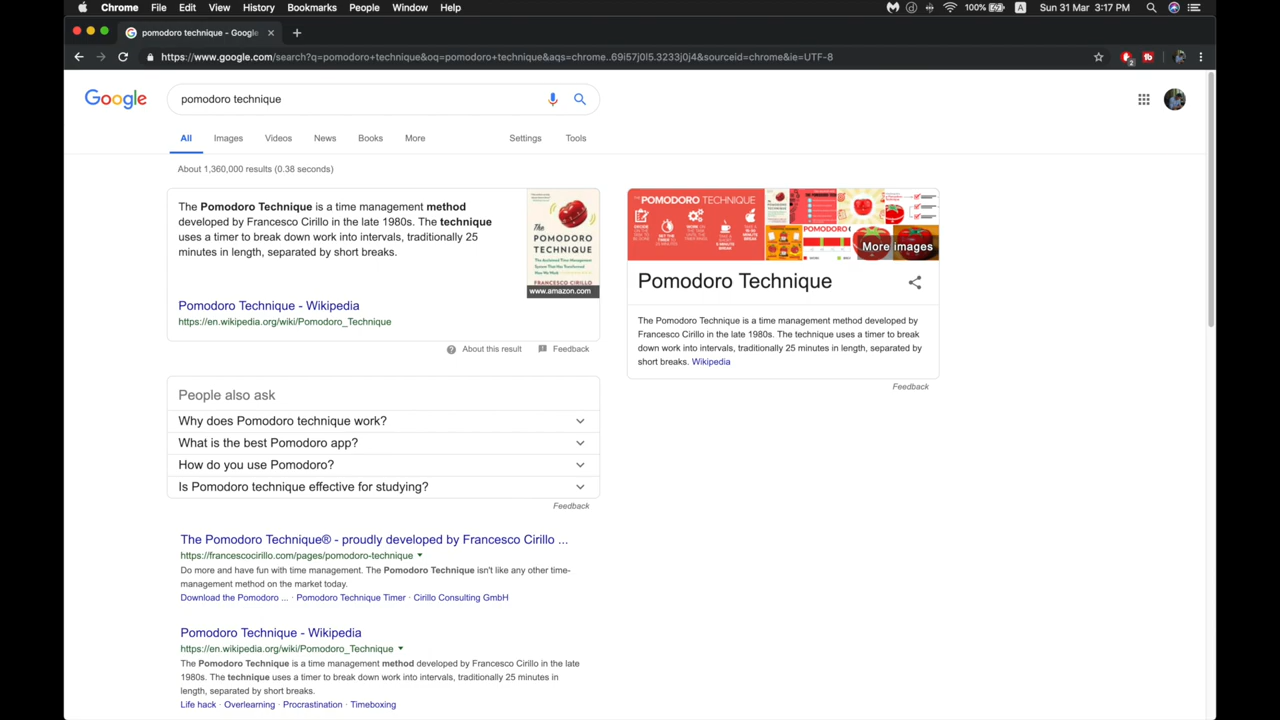 Chrome File Edit View History Bookmarks People Window Help 100% A Sun 31 Mar 3:17 PM
pomodoro technique - Google
https://www.google.com/search?q=pomodoro+technique&oq=pomodoro+technique&aqs=chrome..69i57j0l5.3233j0j4&sourceid=chrome&ie=UTF-8
Google pomodoro technique
All Images Videos News Books More Settings Tools
About 1,360,000 results (0.38 seconds)
The Pomodoro Technique is a time management method
developed by Francesco Cirillo in the late 1980s. The technique
uses a timer to break down work into intervals, traditionally 25
minutes in length, separated by short breaks.
The
POMODORO
TECHNIQUE
FRANCESCO CIRILLO
www.amazon.com
Pomodoro Technique - Wikipedia
https://en.wikipedia.org/wiki/Pomodoro_Technique
About this result Feedback
People also ask
Why does Pomodoro technique work?
What is the best Pomodoro app?
How do you use Pomodoro?
Is Pomodoro technique effective for studying?
Feedback
The Pomodoro Technique® - proudly developed by Francesco Cirillo ...
https://francescocirillo.com/pages/pomodoro-technique
Do more and have fun with time management. The Pomodoro Technique isn't like any other time-
management method on the market today.
Download the Pomodoro ... · Pomodoro Technique Timer · Cirillo Consulting GmbH
Pomodoro Technique - Wikipedia
https://en.wikipedia.org/wiki/Pomodoro_Technique
The Pomodoro Technique is a time management method developed by Francesco Cirillo in the late
1980s. The technique uses a timer to break down work into intervals, traditionally 25 minutes in
length, separated by short breaks.
Life hack · Overlearning · Procrastination · Timeboxing
POMODORO TECHNIQUE
More images
Pomodoro Technique
The Pomodoro Technique is a time management method developed by
Francesco Cirillo in the late 1980s. The technique uses a timer to break
down work into intervals, traditionally 25 minutes in length, separated by
short breaks. Wikipedia
Feedback